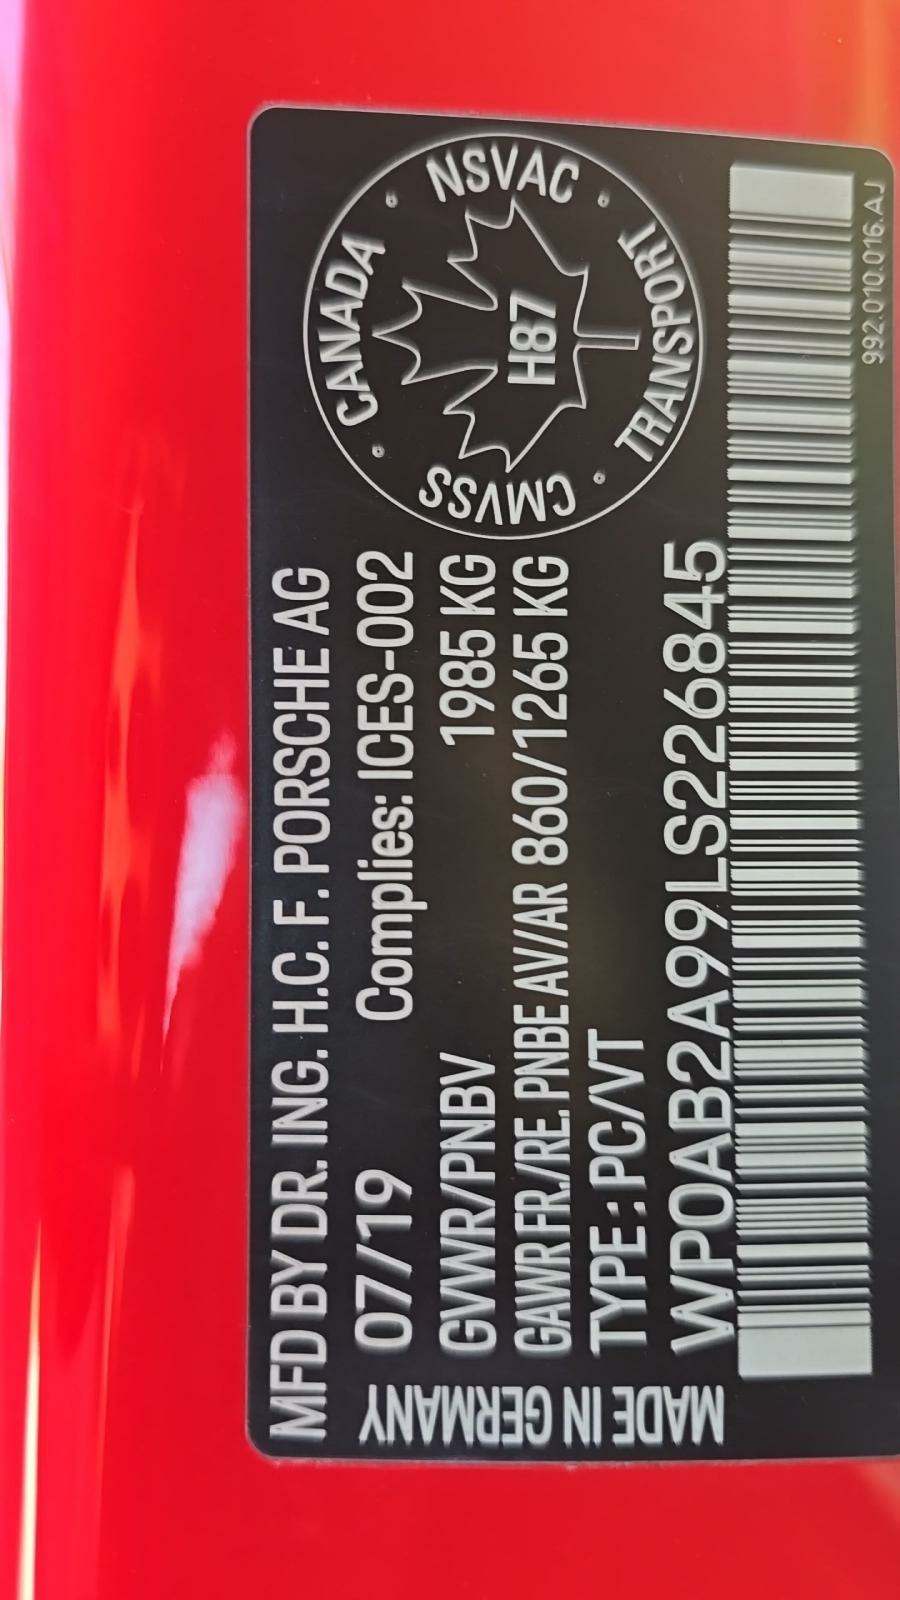 MFD BY DR. ING. H.C. F. PORSCHE AG
07/19 Complies: ICES-002
GVWR/PNBV 1985 KG
GAWR FR./RE. PNBE AV/AR 860/1265 KG
TYPE : PC/VT
WP0AB2A99LS226845
MADE IN GERMANY
CANADA
NSVAC
TRANSPORT
CMVSS
H87
992.010.016.AJ